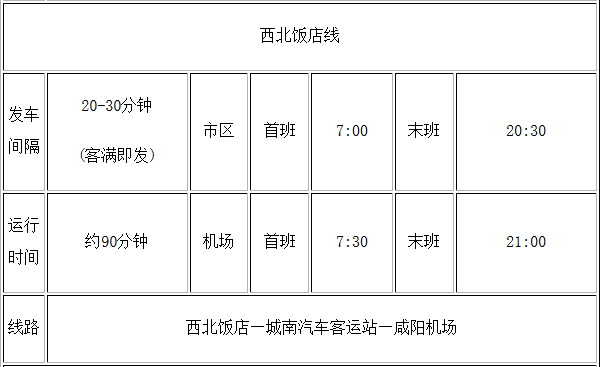 西北饭店线
发车间隔
20-30分钟
(客满即发)
市区
首班
7:00
末班
20:30
运行时间
约90分钟
机场
首班
7:30
末班
21:00
线路
西北饭店—城南汽车客运站—咸阳机场